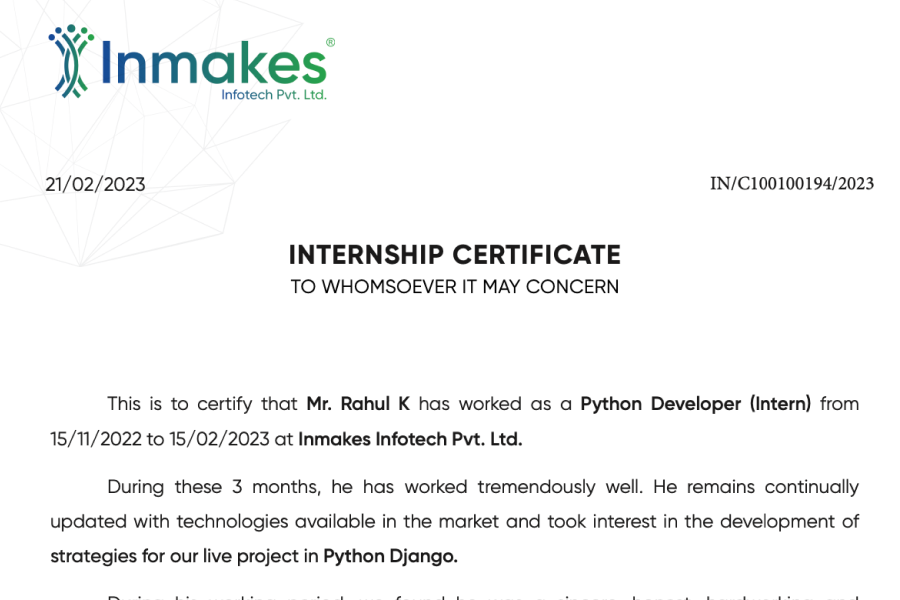 Inmakes®
Infotech Pvt. Ltd.
21/02/2023
IN/C100100194/2023
INTERNSHIP CERTIFICATE
TO WHOMSOEVER IT MAY CONCERN
This is to certify that Mr. Rahul K has worked as a Python Developer (Intern) from
15/11/2022 to 15/02/2023 at Inmakes Infotech Pvt. Ltd.
During these 3 months, he has worked tremendously well. He remains continually
updated with technologies available in the market and took interest in the development of
strategies for our live project in Python Django.